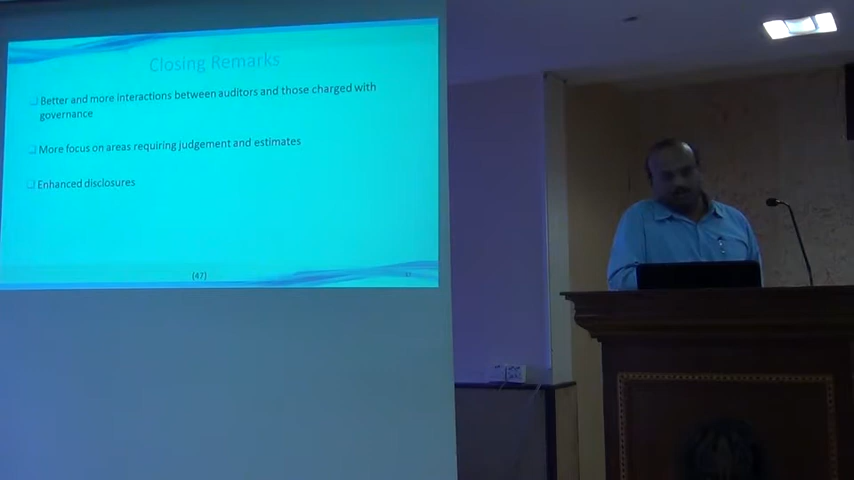 Closing Remarks
Better and more interactions between auditors and those charged with
governance
More focus on areas requiring judgement and estimates
Enhanced disclosures
(47)